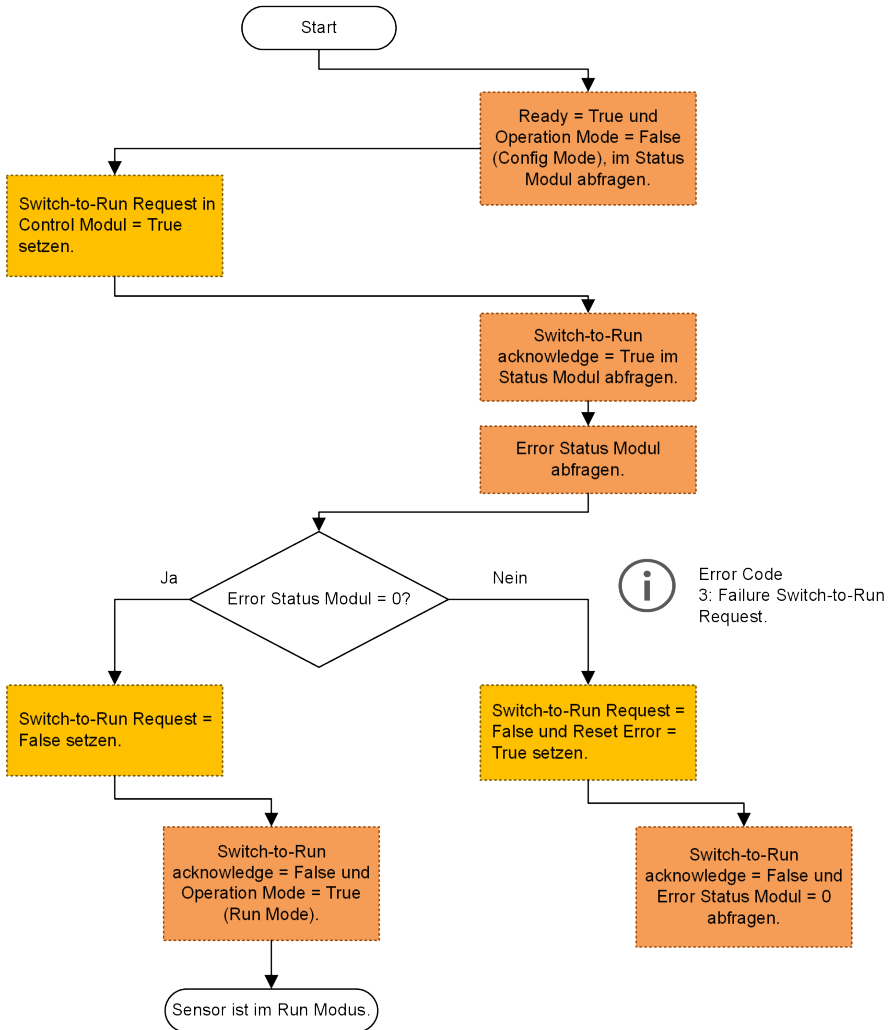 Start
Ready = True und
Operation Mode = False
(Config Mode), im Status
Modul abfragen.
Switch-to-Run Request in
Control Modul = True
setzen.
Switch-to-Run
acknowledge = True im
Status Modul abfragen.
Error Status Modul
abfragen.
Error Status Modul = 0?
Ja
Nein
Error Code
3: Failure Switch-to-Run
Request.
Switch-to-Run Request =
False setzen.
Switch-to-Run Request =
False und Reset Error =
True setzen.
Switch-to-Run
acknowledge = False und
Operation Mode = True
(Run Mode).
Switch-to-Run
acknowledge = False und
Error Status Modul = 0
abfragen.
Sensor ist im Run Modus.